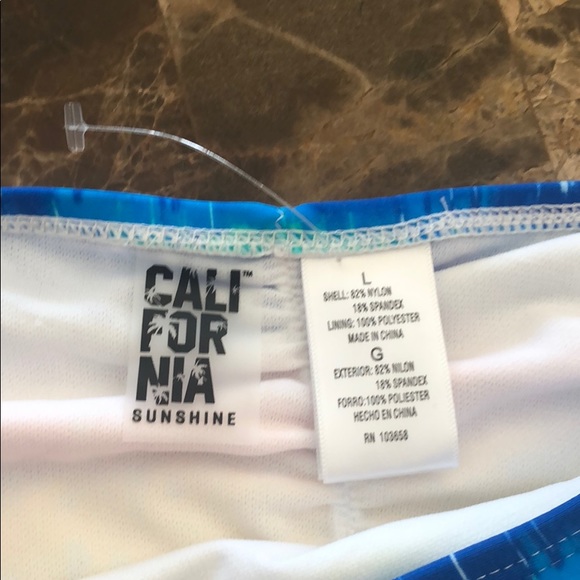 CALI™
FOR
NIA
SUNSHINE
L
SHELL: 82% NYLON
18% SPANDEX
LINING: 100% POLYESTER
MADE IN CHINA
G
EXTERIOR: 82% NILON
18% SPANDEX
FORRO:100% POLIESTER
HECHO EN CHINA
RN 103658